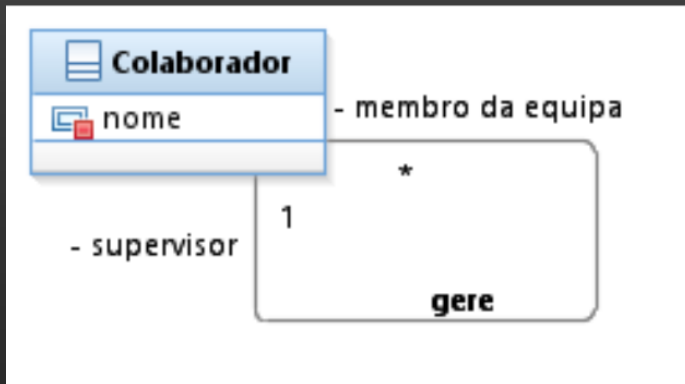 Colaborador
nome
- membro da equipa
*
1
- supervisor
gere